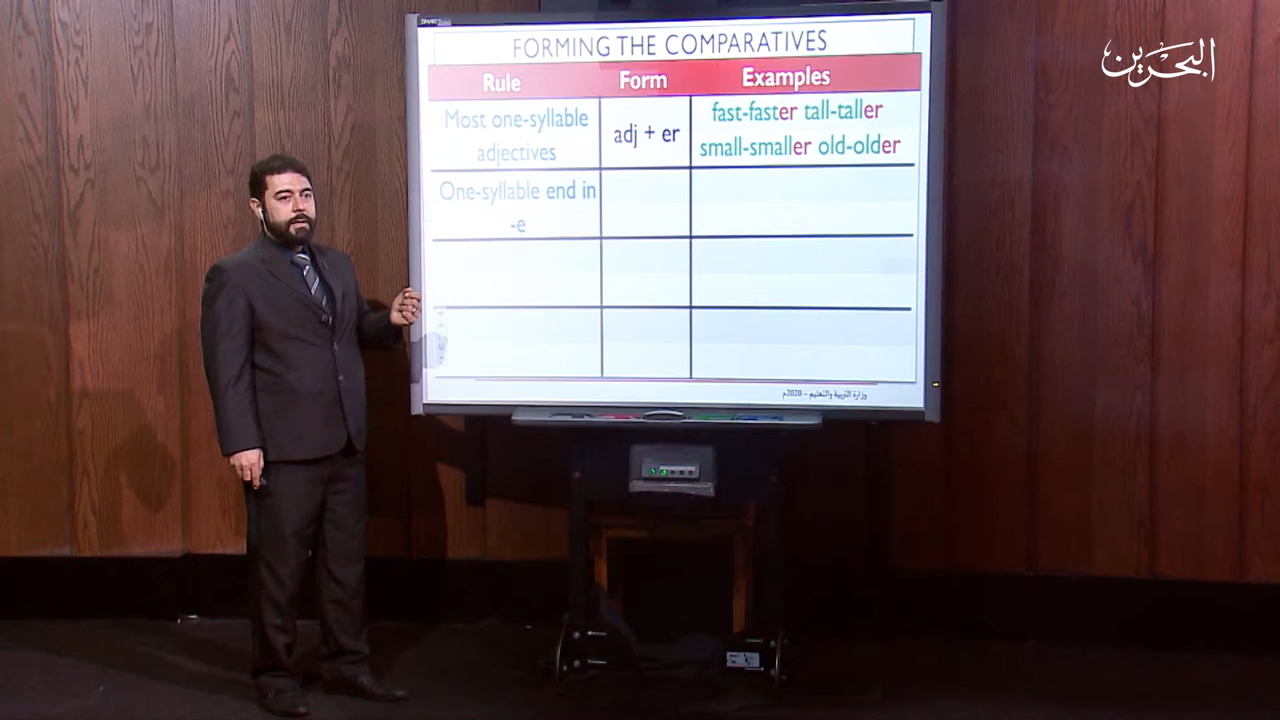 SMART
البحرين
FORMING THE COMPARATIVES
Rule Form Examples
Most one-syllable
adjectives
adj + er
fast-faster tall-taller
small-smaller old-older
One-syllable end in
-e
وزارة التربية والتعليم – 2020م